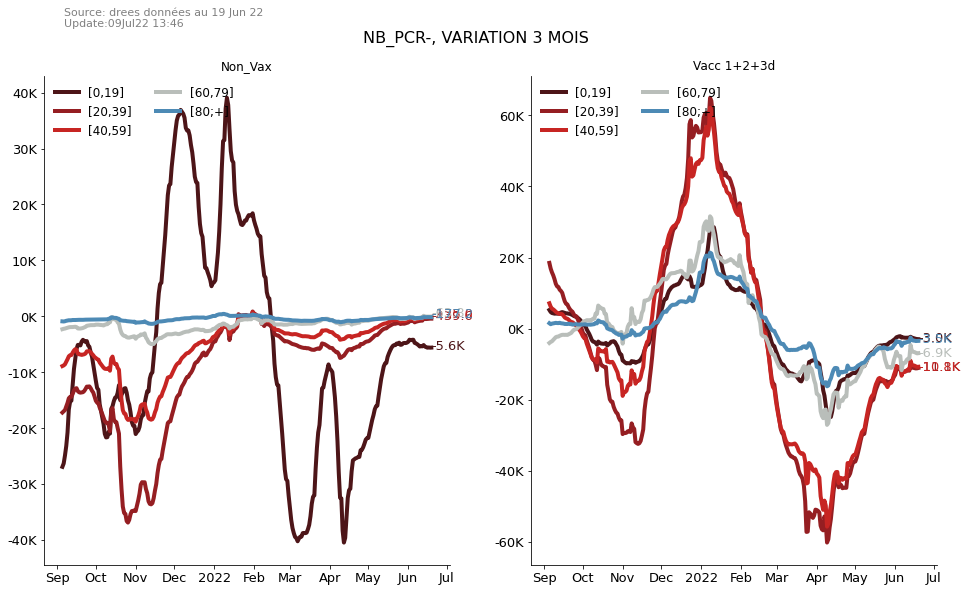 Source: drees données au 19 Jun 22
Update:09Jul22 13:46
NB_PCR-, VARIATION 3 MOIS
Non_Vax
[0,19]
[20,39]
[40,59]
[60,79]
[80;+]
40K
30K
20K
10K
0K
-10K
-20K
-30K
-40K
-5.6K
Sep Oct Nov Dec 2022 Feb Mar Apr May Jun Jul
Vacc 1+2+3d
[0,19]
[20,39]
[40,59]
[60,79]
[80;+]
60K
40K
20K
0K
-20K
-40K
-60K
-6.9K
Sep Oct Nov Dec 2022 Feb Mar Apr May Jun Jul